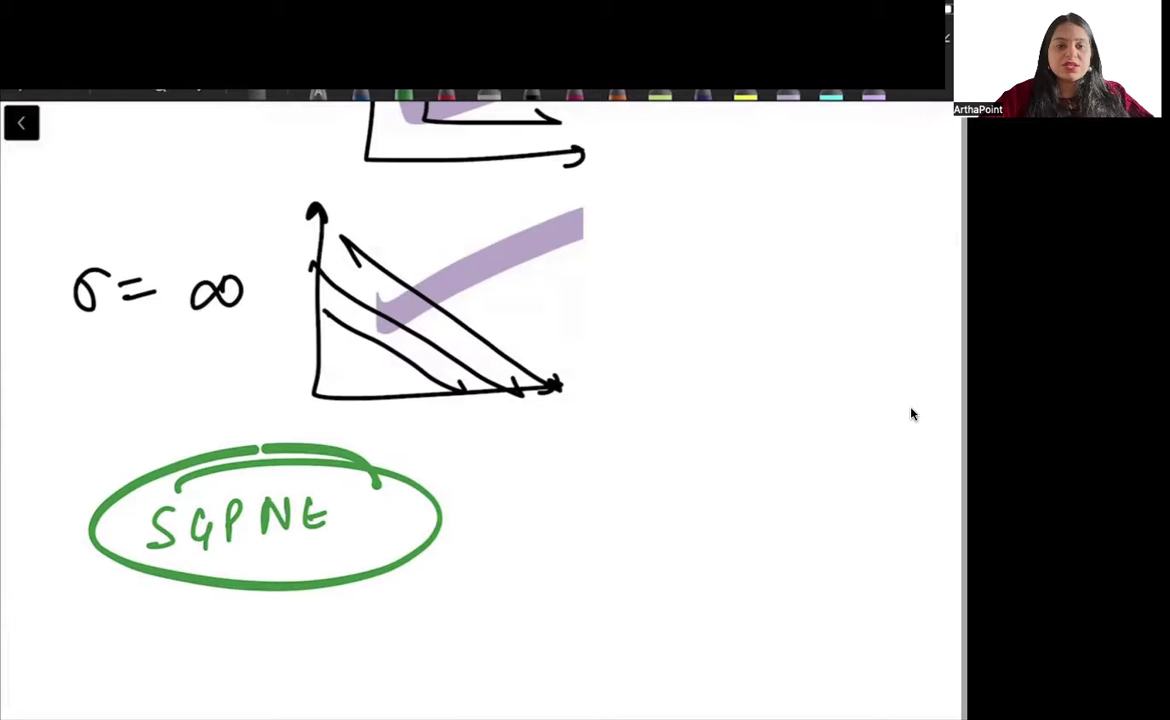 ArthaPoint
σ = ∞
SGPNE